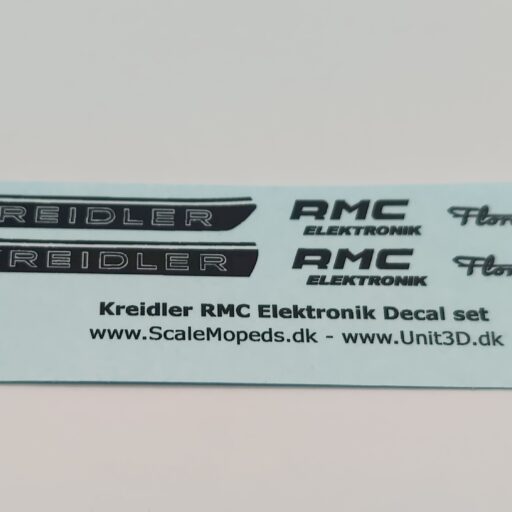 REIDLER RMC
ELEKTRONIK
REIDLER RMC
ELEKTRONIK
Kreidler RMC Elektronik Decal set
www.ScaleMopeds.dk - www.Unit3D.dk